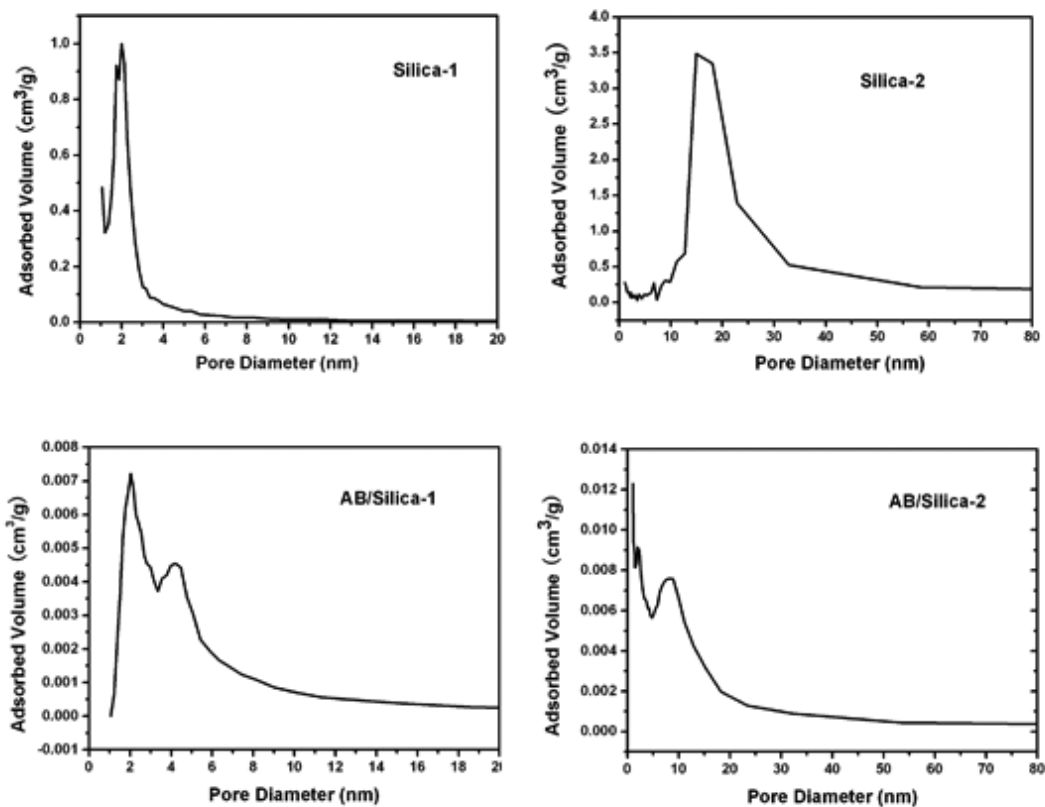 Silica-1
Adsorbed Volume (cm³/g)
1.0
0.8
0.6
0.4
0.2
0.0
0 2 4 6 8 10 12 14 16 18 20
Pore Diameter (nm)
Silica-2
Adsorbed Volume (cm³/g)
4.0
3.5
3.0
2.5
2.0
1.5
1.0
0.5
0.0
0 10 20 30 40 50 60 70 80
Pore Diameter (nm)
AB/Silica-1
Adsorbed Volume (cm³/g)
0.008
0.007
0.006
0.005
0.004
0.003
0.002
0.001
0.000
-0.001
0 2 4 6 8 10 12 14 16 18 20
Pore Diameter (nm)
AB/Silica-2
Adsorbed Volume (cm³/g)
0.014
0.012
0.010
0.008
0.006
0.004
0.002
0.000
0 10 20 30 40 50 60 70 80
Pore Diameter (nm)